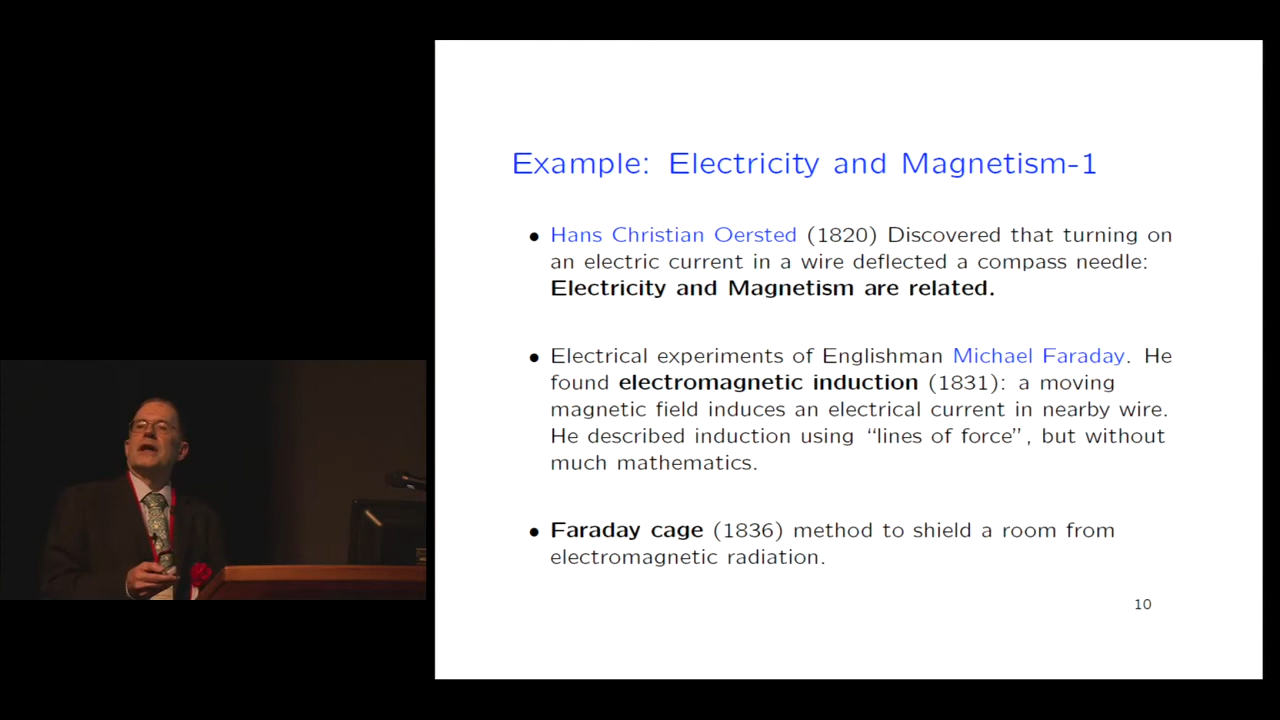 Example: Electricity and Magnetism-1
• Hans Christian Oersted (1820) Discovered that turning on
an electric current in a wire deflected a compass needle:
Electricity and Magnetism are related.
• Electrical experiments of Englishman Michael Faraday. He
found electromagnetic induction (1831): a moving
magnetic field induces an electrical current in nearby wire.
He described induction using “lines of force”, but without
much mathematics.
• Faraday cage (1836) method to shield a room from
electromagnetic radiation.
10